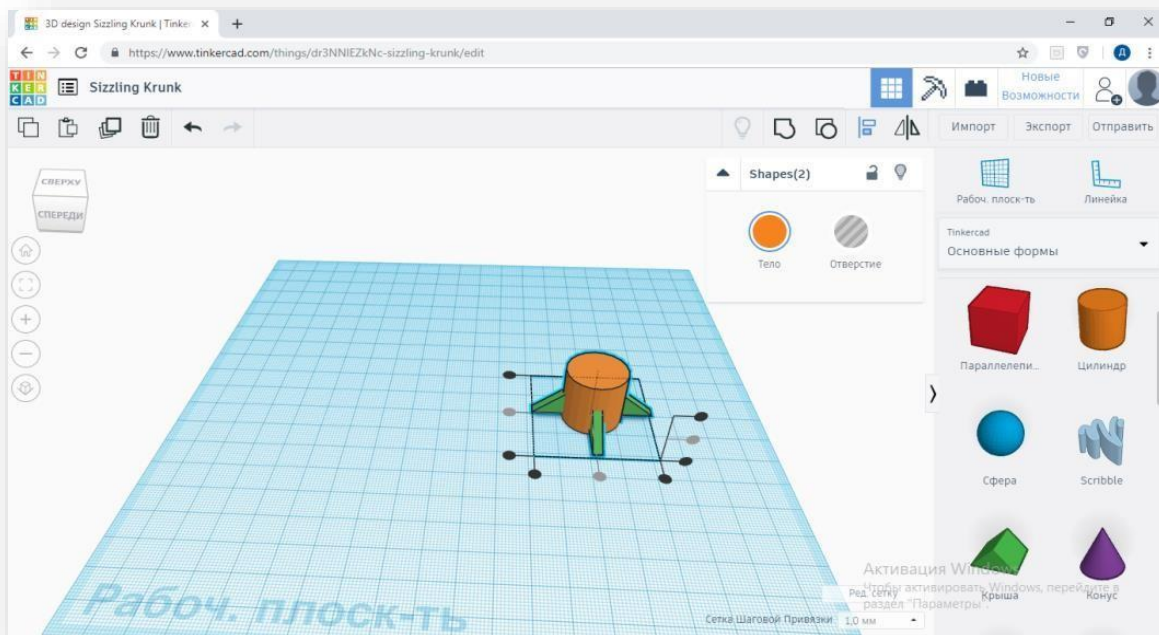 3D design Sizzling Krunk | Tinker
https://www.tinkercad.com/things/dr3NNIEZkNc-sizzling-krunk/edit
Д
TIN
KER
CAD
Sizzling Krunk
Новые
Возможности
Импорт
Экспорт
Отправить
СВЕРХУ
СПЕРЕДИ
Shapes(2)
Тело
Отверстие
Рабоч. плоск-ть
Линейка
Tinkercad
Основные формы
Параллелепи...
Цилиндр
Сфера
Scribble
Крыша
Конус
Активация Windows
Чтобы активировать Windows, перейдите в
раздел "Параметры".
Ред. сетку
Сетка Шаговой Привязки 1,0 мм
Рабоч. плоск-ть